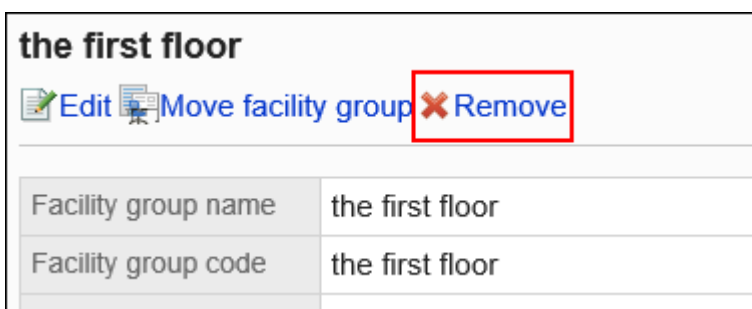 the first floor
Edit Move facility group Remove
Facility group name the first floor
Facility group code the first floor